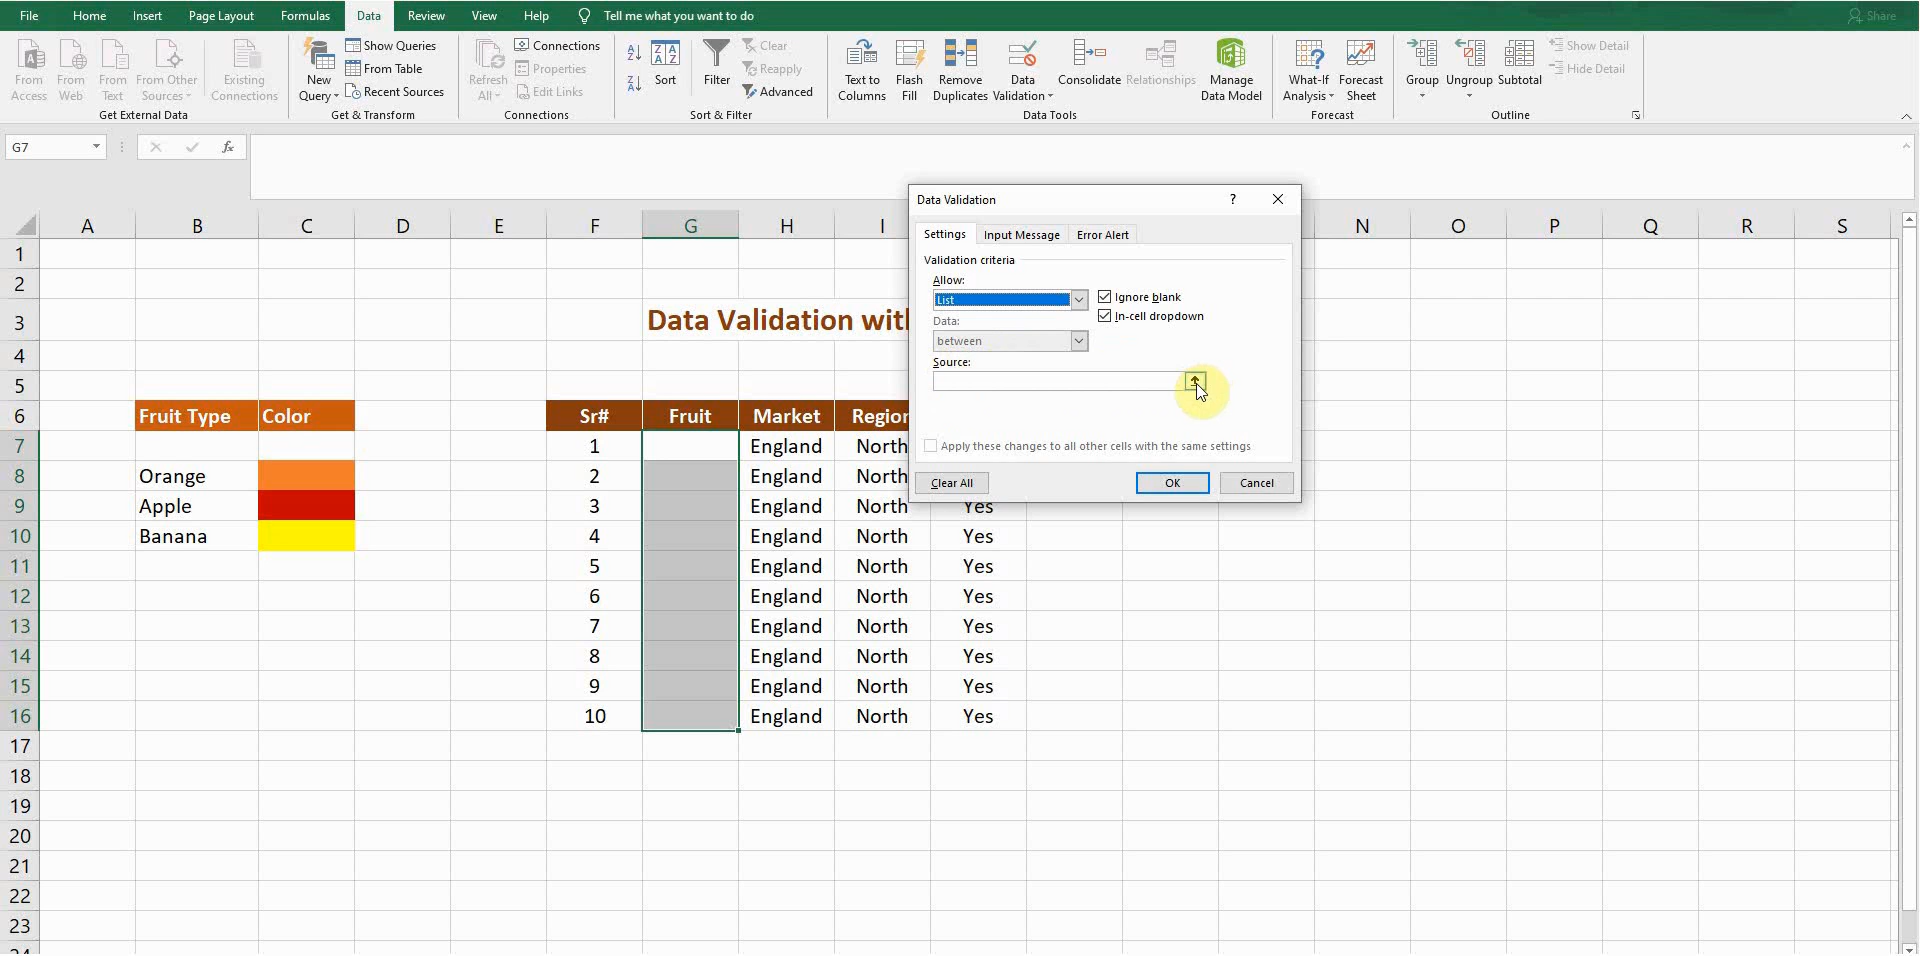 File Home Insert Page Layout Formulas Data Review View Help Tell me what you want to do Share
From Access
From Web
From Text
From Other Sources
Existing Connections
Get External Data
New Query
Show Queries
From Table
Recent Sources
Get & Transform
Refresh All
Connections
Properties
Edit Links
Connections
Sort
Filter
Clear
Reapply
Advanced
Sort & Filter
Text to Columns
Flash Fill
Remove Duplicates
Data Validation
Consolidate
Relationships
Manage Data Model
Data Tools
What-If Analysis
Forecast Sheet
Forecast
Group
Ungroup
Subtotal
Show Detail
Hide Detail
Outline
G7 fx
A B C D E F G H I N O P Q R S
1
2
3 Data Validation with
4
5
6 Fruit Type Color Sr# Fruit Market Region
7 1 England North
8 Orange 2 England North
9 Apple 3 England North Yes
10 Banana 4 England North Yes
11 5 England North Yes
12 6 England North Yes
13 7 England North Yes
14 8 England North Yes
15 9 England North Yes
16 10 England North Yes
17
18
19
20
21
22
23
24
Data Validation ?
Settings Input Message Error Alert
Validation criteria
Allow:
List Ignore blank
Data: In-cell dropdown
between
Source:
Apply these changes to all other cells with the same settings
Clear All OK Cancel